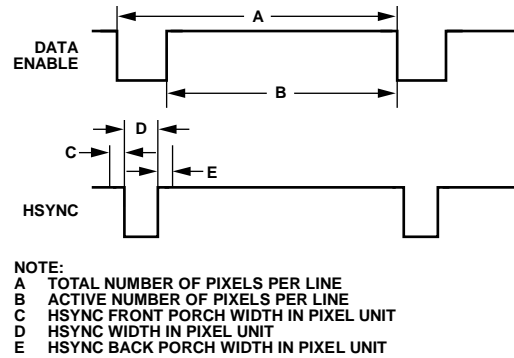 A
DATA
ENABLE
B
D
C
E
HSYNC
NOTE:
A TOTAL NUMBER OF PIXELS PER LINE
B ACTIVE NUMBER OF PIXELS PER LINE
C HSYNC FRONT PORCH WIDTH IN PIXEL UNIT
D HSYNC WIDTH IN PIXEL UNIT
E HSYNC BACK PORCH WIDTH IN PIXEL UNIT